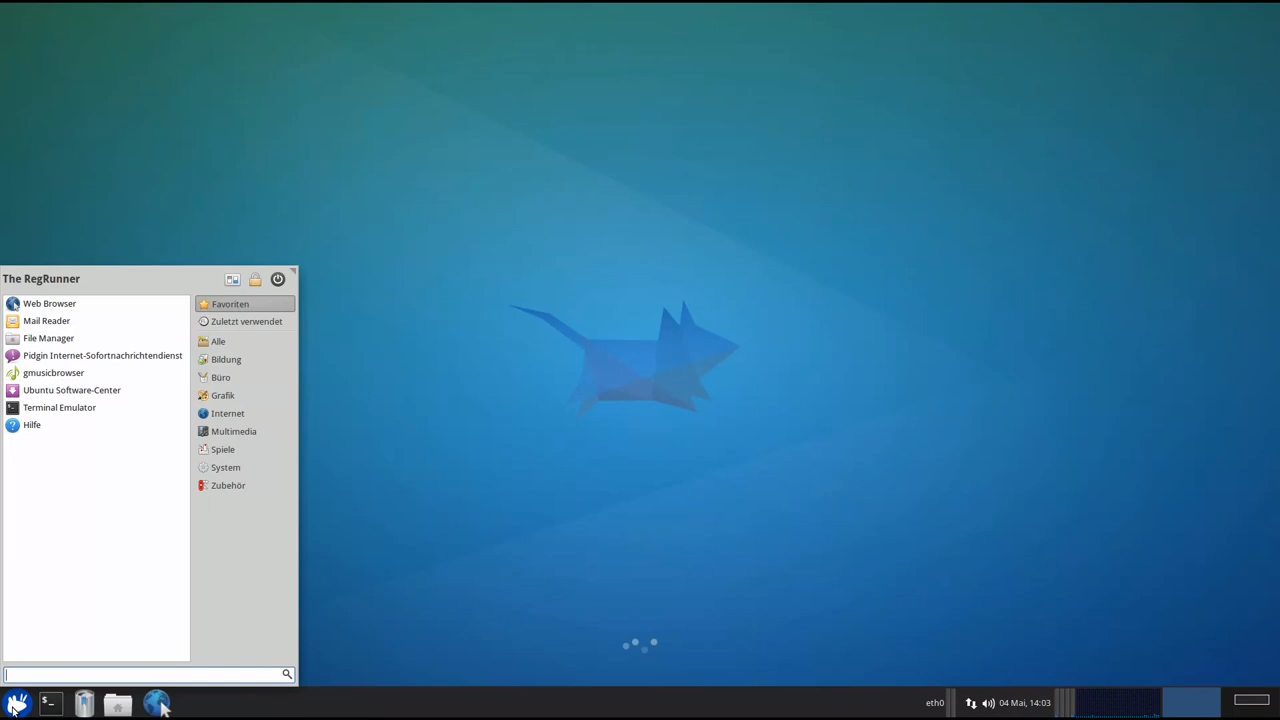 The RegRunner
Web Browser
Mail Reader
File Manager
Pidgin Internet-Sofortnachrichtendienst
gmusicbrowser
Ubuntu Software-Center
Terminal Emulator
Hilfe
Favoriten
Zuletzt verwendet
Alle
Bildung
Büro
Grafik
Internet
Multimedia
Spiele
System
Zubehör
eth0
04 Mai, 14:03